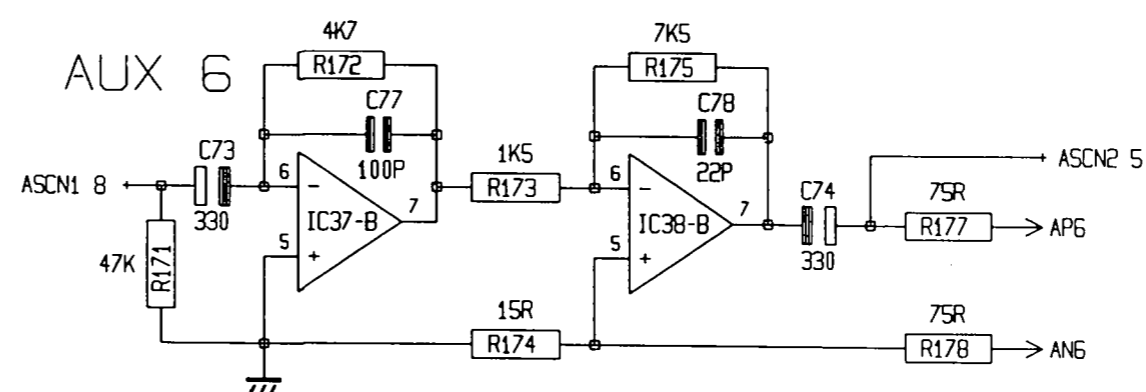 AUX 6
4K7
R172
C77
100P
7K5
R175
C78
22P
ASCN1 8
C73
330
6
-
5
+
7
IC37-B
1K5
R173
6
-
5
+
7
IC38-B
C74
330
ASCN2 5
75R
R177
AP6
47K
R171
15R
R174
75R
R178
AN6